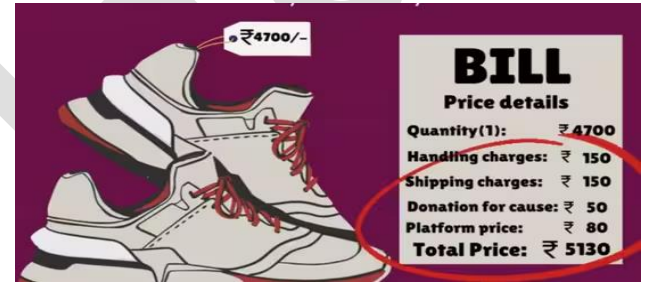 ₹4700/-
BILL
Price details
Quantity(1): ₹4700
Handling charges: ₹ 150
Shipping charges: ₹ 150
Donation for cause: ₹ 50
Platform price: ₹ 80
Total Price: ₹ 5130